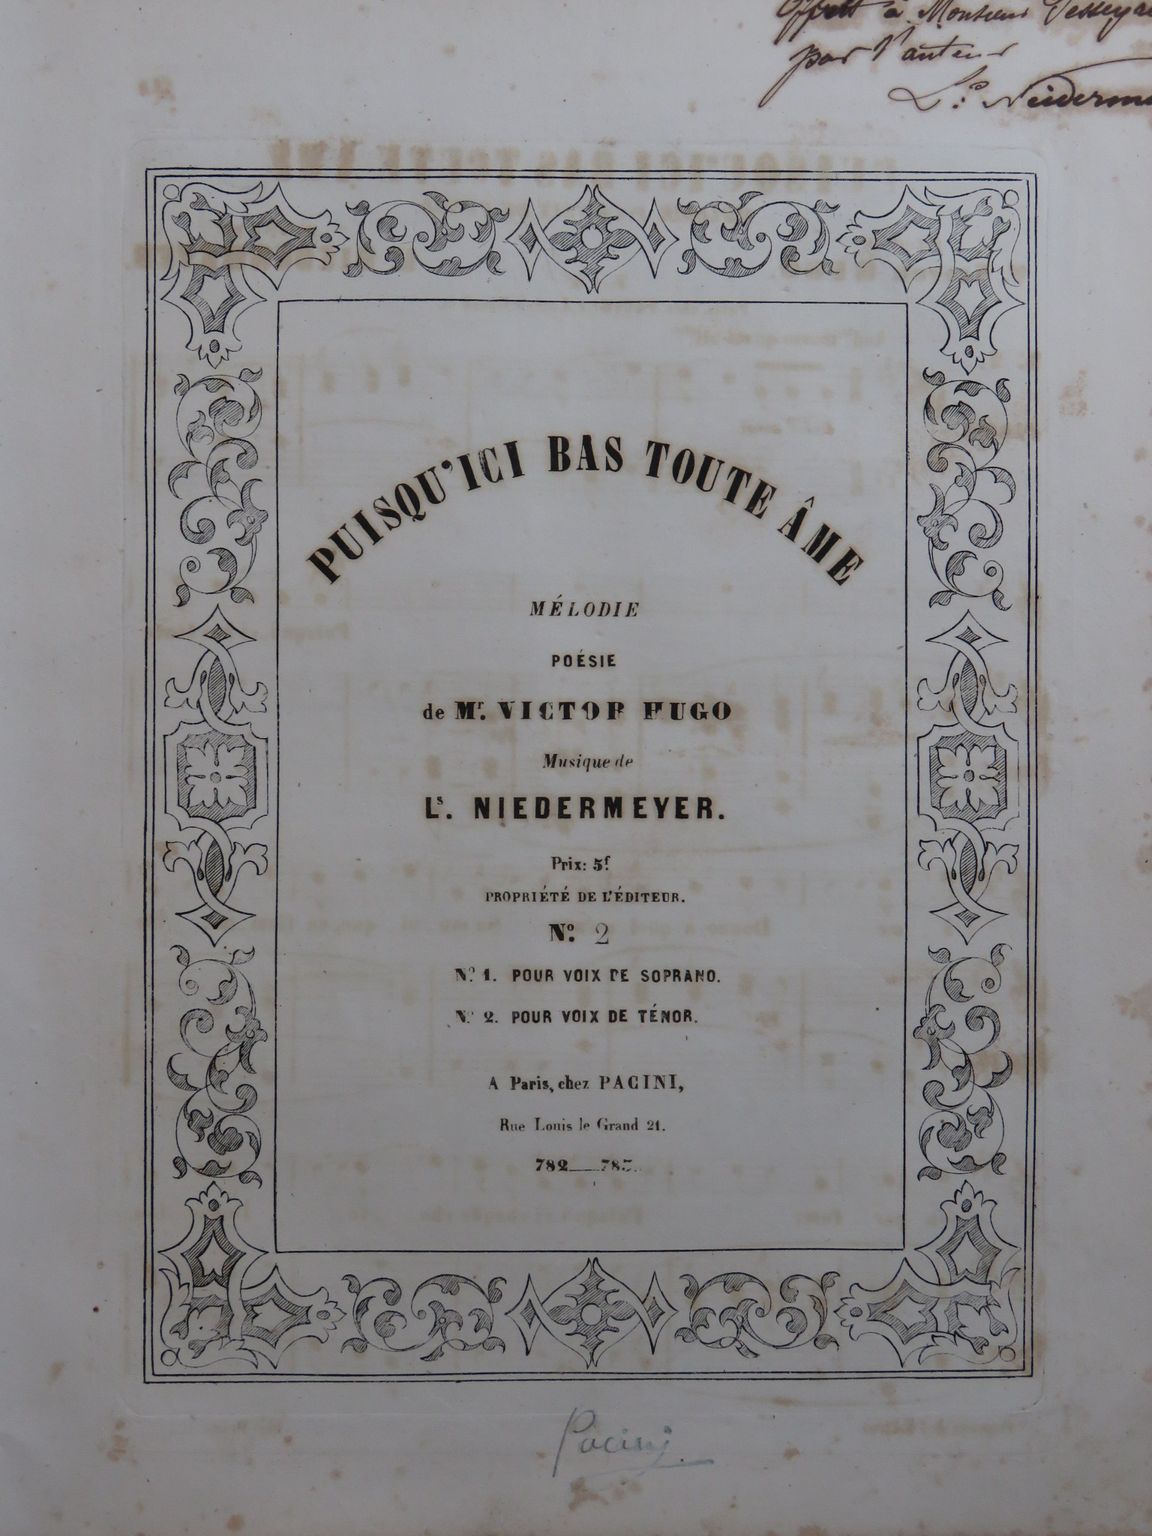 Offert à Monsieur
par l'auteur
L.s Neiderm
PUISQU'ICI BAS TOUTE ÂME
MÉLODIE
POÉSIE
de Mr. VICTOR HUGO
Musique de
Ls. NIEDERMEYER.
Prix: 5f
PROPRIÉTÉ DE L'ÉDITEUR.
No. 2
No. 1. POUR VOIX DE SOPRANO.
No. 2. POUR VOIX DE TÉNOR.
A Paris, chez PACINI,
Rue Louis le Grand 21.
782__783.
Pacini